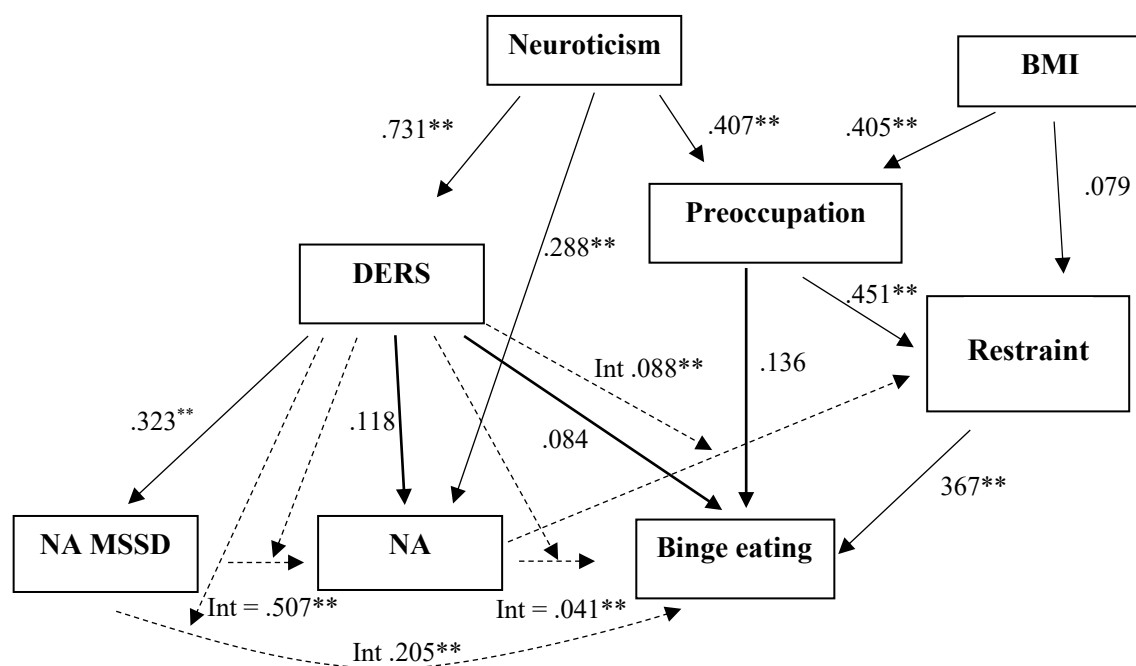 Neuroticism
BMI
.731**
.407**
.405**
.079
Preoccupation
.288**
DERS
.451**
Restraint
Int .088**
.136
.323**
.118
.084
367**
NA MSSD
NA
Binge eating
Int = .507**
Int = .041**
Int .205**